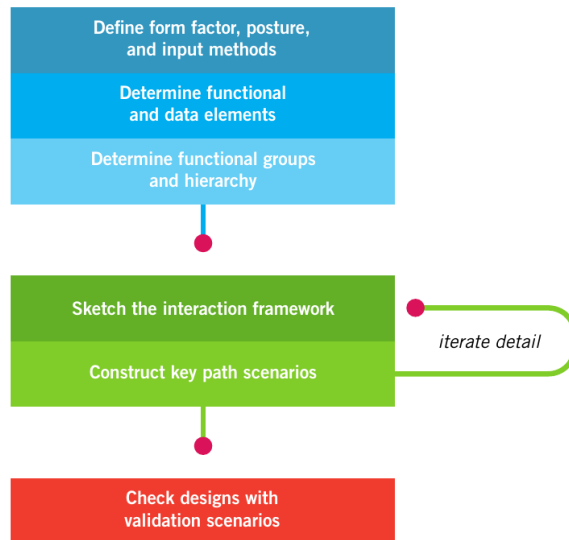 Define form factor, posture,
and input methods
Determine functional
and data elements
Determine functional groups
and hierarchy
Sketch the interaction framework
iterate detail
Construct key path scenarios
Check designs with
validation scenarios